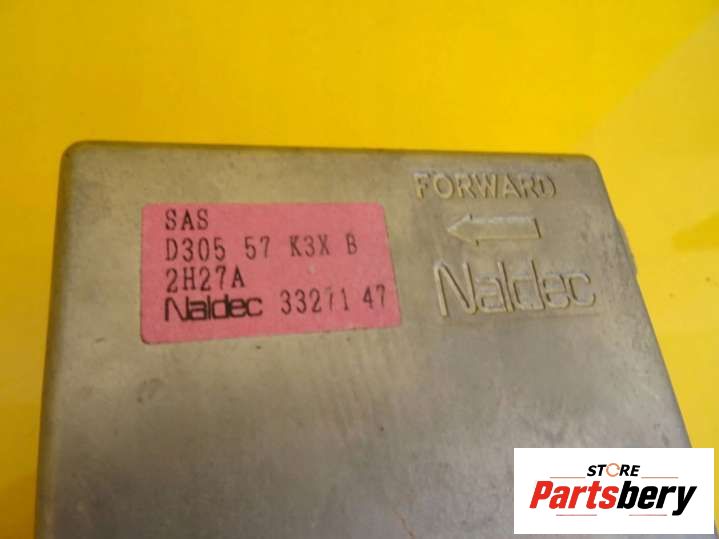 FORWARD
SAS
D305 57 K3X B
2H27A
Naldec 33271 47
Naldec
STORE
Partsbery